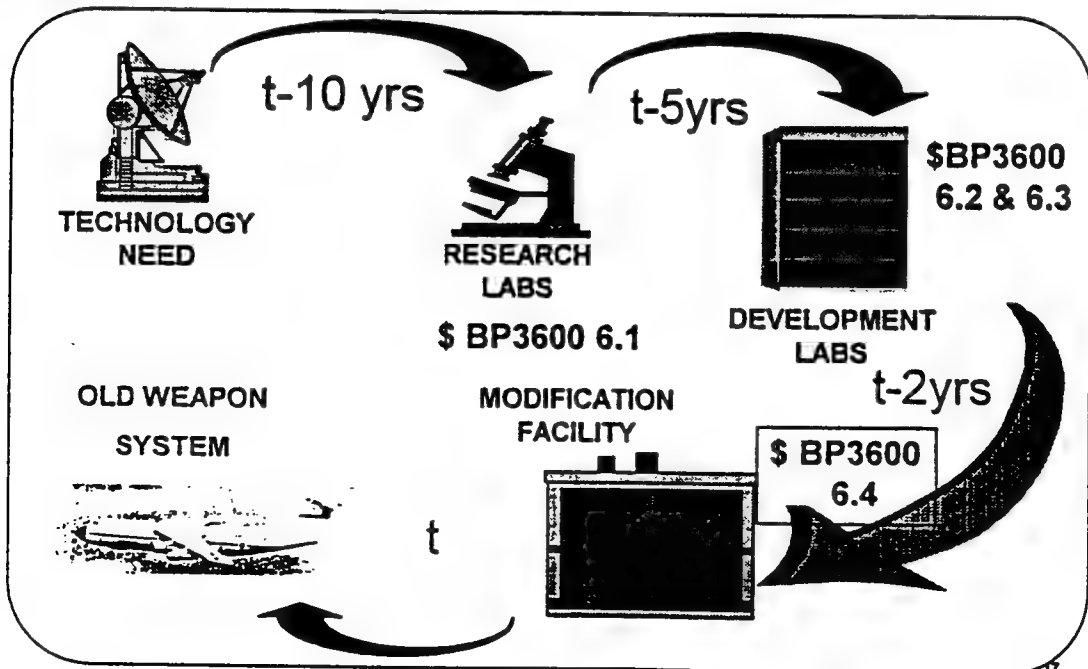 t-10 yrs
t-5yrs
TECHNOLOGY
NEED
RESEARCH
LABS
$ BP3600 6.1
$BP3600
6.2 & 6.3
DEVELOPMENT
LABS
t-2yrs
$ BP3600
6.4
MODIFICATION
FACILITY
t
OLD WEAPON
SYSTEM